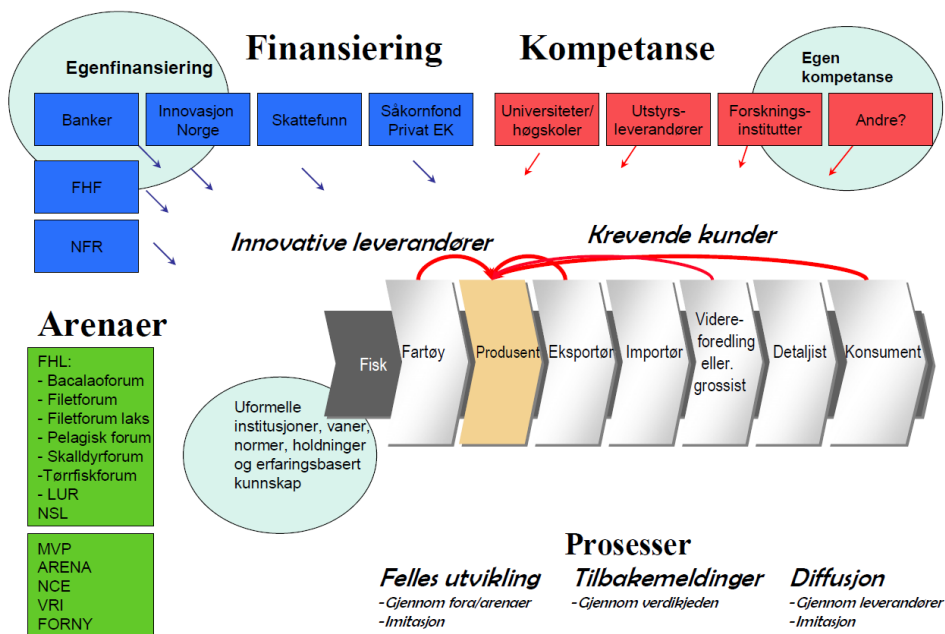 Finansiering
Kompetanse
Egenfinansiering
Egen
kompetanse
Banker
Innovasjon
Norge
Skattefunn
Såkornfond
Privat EK
Universiteter/
høgskoler
Utstyrs-
leverandører
Forsknings-
institutter
Andre?
FHF
NFR
Innovative leverandører
Krevende kunder
Fisk
Fartøy
Produsent
Eksportør
Importør
Videre-
foredling
eller.
grossist
Detaljist
Konsument
Arenaer
FHL:
- Bacalaoforum
- Filetforum
- Filetforum laks
- Pelagisk forum
- Skalldyrforum
-Tørrfiskforum
- LUR
NSL
MVP
ARENA
NCE
VRI
FORNY
Uformelle
institusjoner, vaner,
normer, holdninger
og erfaringsbasert
kunnskap
Prosesser
Felles utvikling
-Gjennom fora/arenaer
-Imitasjon
Tilbakemeldinger
-Gjennom verdikjeden
Diffusjon
-Gjennom leverandører
-Imitasjon